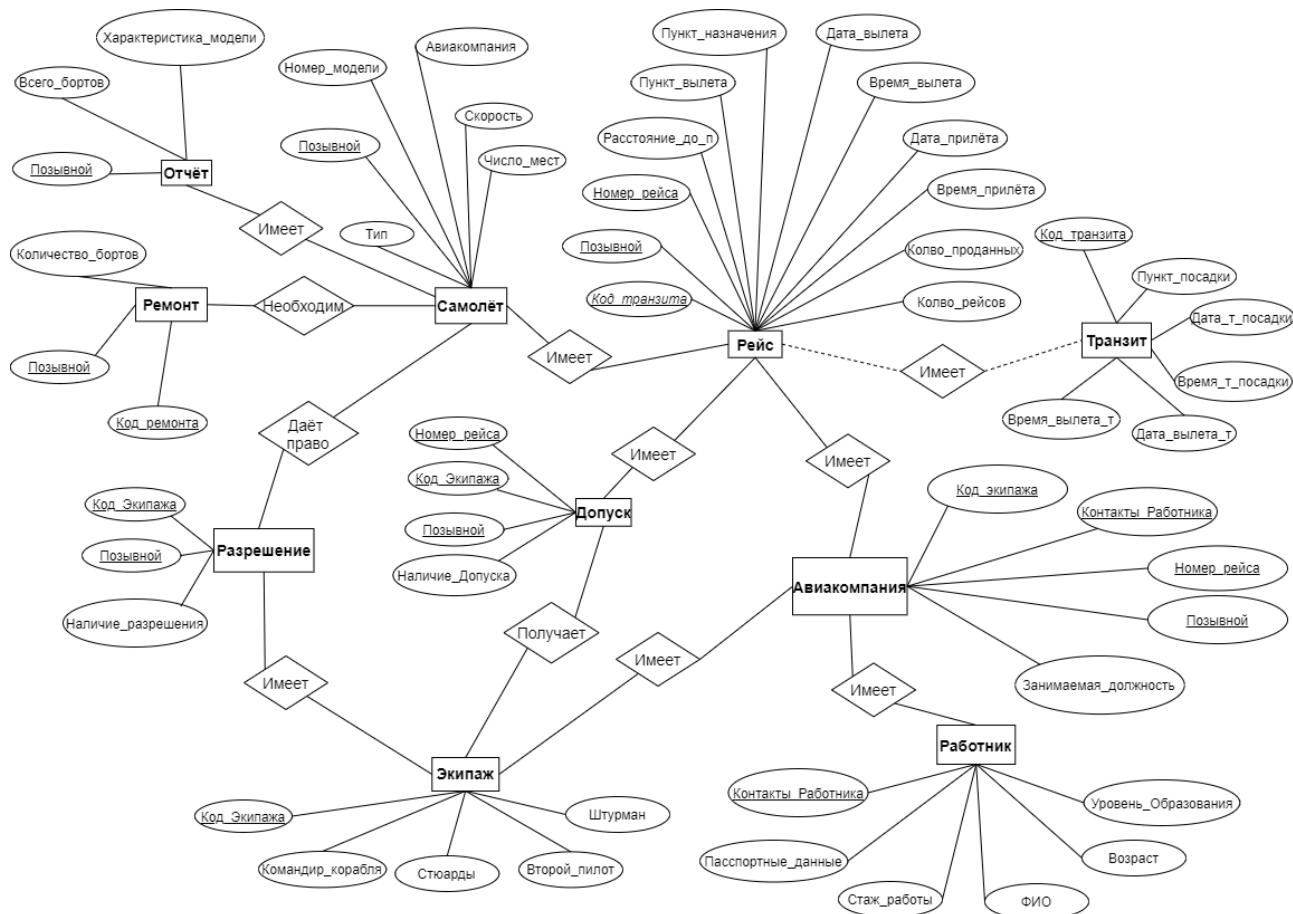 Характеристика_модели
Всего_бортов
Позывной
Отчёт
Имеет
Количество_бортов
Ремонт
Необходим
Позывной
Код_ремонта
Авиакомпания
Номер_модели
Скорость
Позывной
Число_мест
Тип
Самолёт
Имеет
Пункт_назначения
Дата_вылета
Пункт_вылета
Время_вылета
Расстояние_до_п
Дата_прилёта
Номер_рейса
Время_прилёта
Позывной
Колво_проданных
Код_транзита
Колво_рейсов
Рейс
Имеет
Код_транзита
Пункт_посадки
Дата_т_посадки
Транзит
Время_т_посадки
Время_вылета_т
Дата_вылета_т
Даёт
право
Номер_рейса
Имеет
Имеет
Код_Экипажа
Допуск
Позывной
Наличие_Допуска
Код_Экипажа
Разрешение
Позывной
Наличие_разрешения
Код_экипажа
Контакты_Работника
Номер_рейса
Авиакомпания
Позывной
Занимаемая_должность
Получает
Имеет
Имеет
Имеет
Экипаж
Код_Экипажа
Штурман
Командир_корабля
Стюарды
Второй_пилот
Работник
Контакты_Работника
Уровень_Образования
Пасспортные_данные
Возраст
Стаж_работы
ФИО